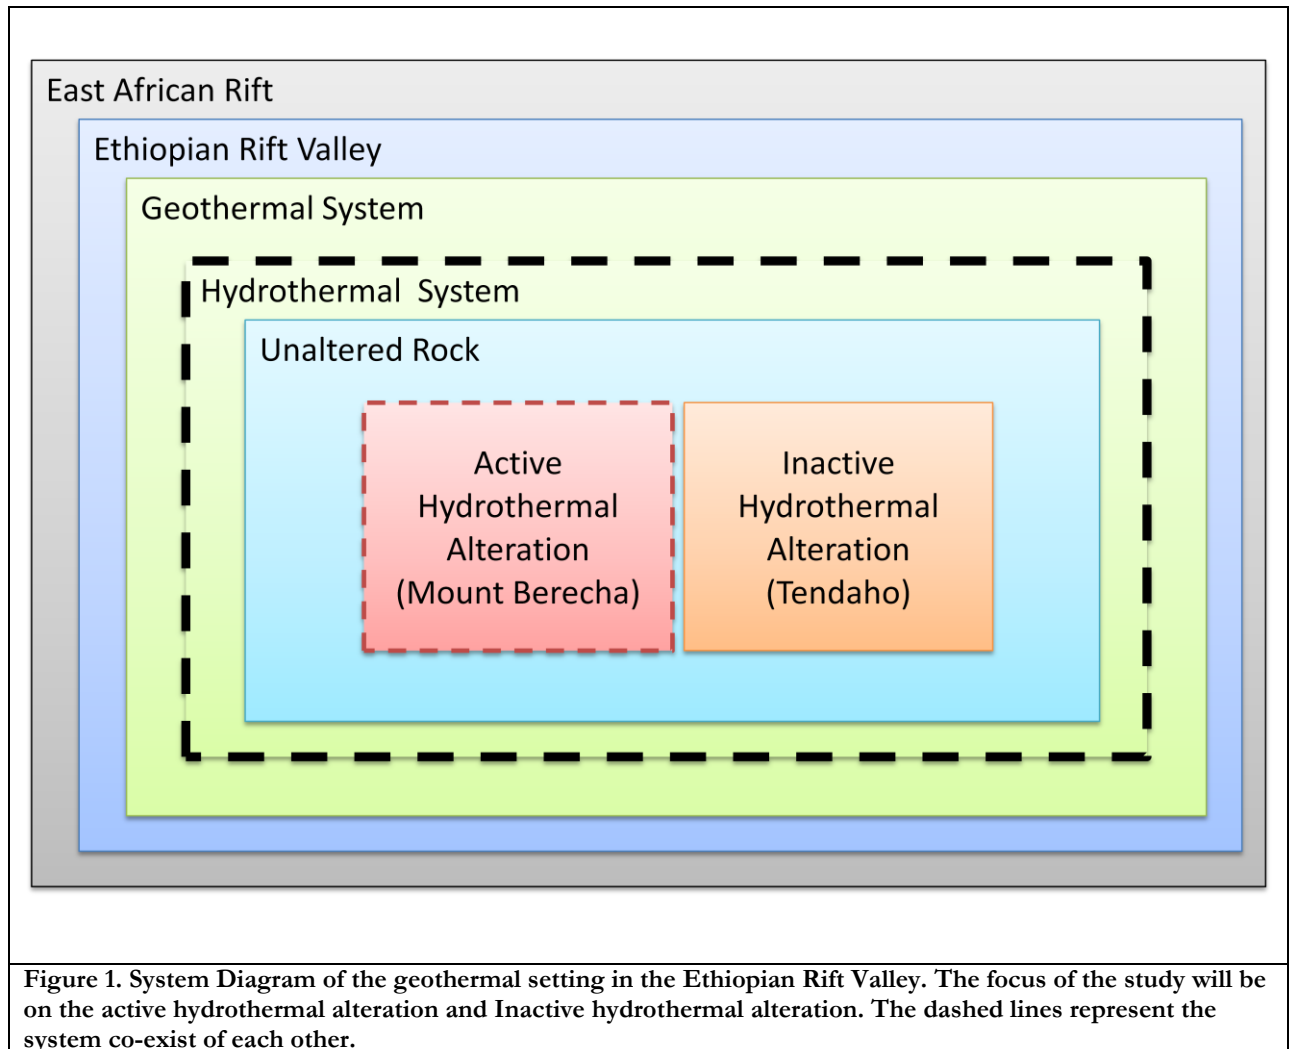 East African Rift
Ethiopian Rift Valley
Geothermal System
Hydrothermal  System
Unaltered Rock
Active
Hydrothermal
Alteration
(Mount Berecha)
Inactive
Hydrothermal
Alteration
(Tendaho)
Figure 1. System Diagram of the geothermal setting in the Ethiopian Rift Valley. The focus of the study will be
on the active hydrothermal alteration and Inactive hydrothermal alteration. The dashed lines represent the
system co-exist of each other.